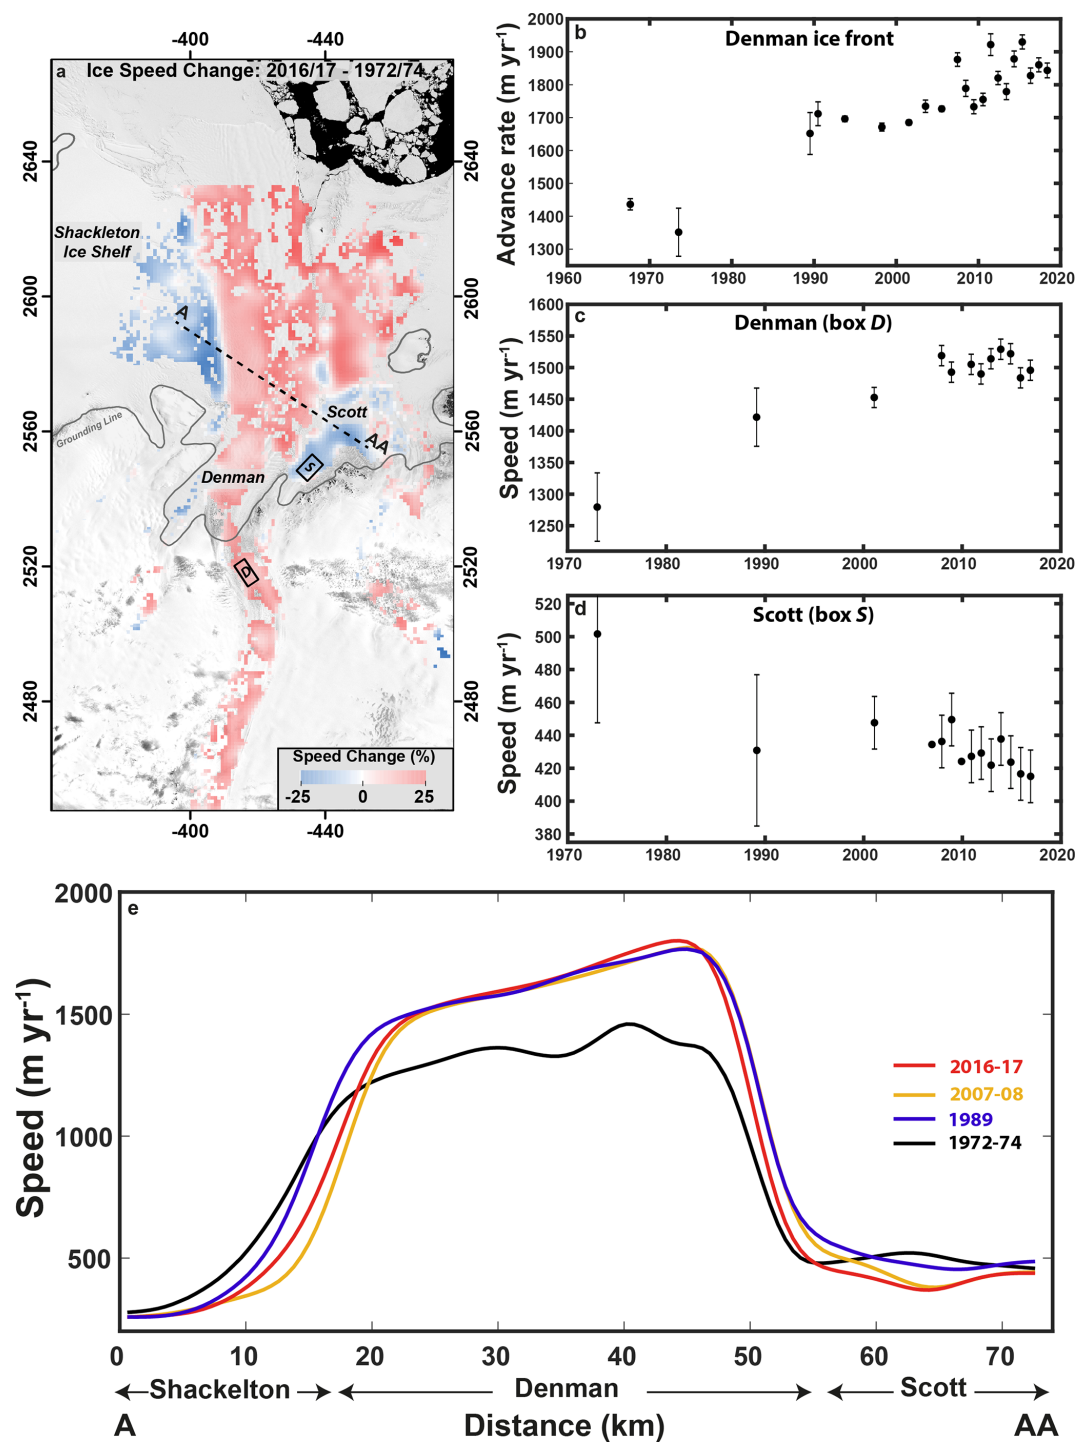 -400 -440
a Ice Speed Change: 2016/17 - 1972/74
2640 2640
Shackleton
Ice Shelf
2600 2600
A
Scott
2560 2560
AA
Grounding Line
S
Denman
2520 2520
D
2480 2480
Speed Change (%)
-25 0 25
-400 -440
b Denman ice front
Advance rate (m yr-1)
2000
1900
1800
1700
1600
1500
1400
1300
1960 1970 1980 1990 2000 2010 2020
c Denman (box D)
Speed (m yr-1)
1600
1550
1500
1450
1400
1350
1300
1250
1970 1980 1990 2000 2010 2020
d Scott (box S)
Speed (m yr-1)
520
500
480
460
440
420
400
380
1970 1980 1990 2000 2010 2020
e
Speed (m yr-1)
2000
1500
1000
500
2016-17
2007-08
1989
1972-74
0 10 20 30 40 50 60 70
Shackelton Denman Scott
A Distance (km) AA